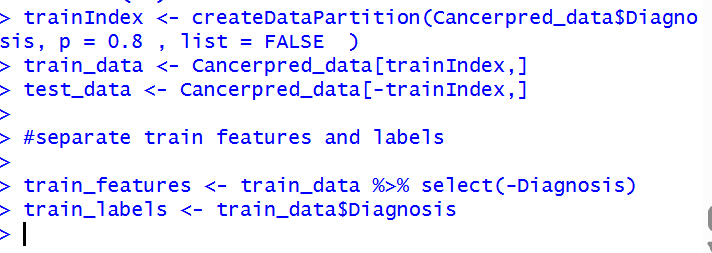 > trainIndex <- createDataPartition(Cancerpred_data$Diagno
sis, p = 0.8 , list = FALSE  )
> train_data <- Cancerpred_data[trainIndex,]
> test_data <- Cancerpred_data[-trainIndex,]
>
> #separate train features and labels
>
> train_features <- train_data %>% select(-Diagnosis)
> train_labels <- train_data$Diagnosis
>